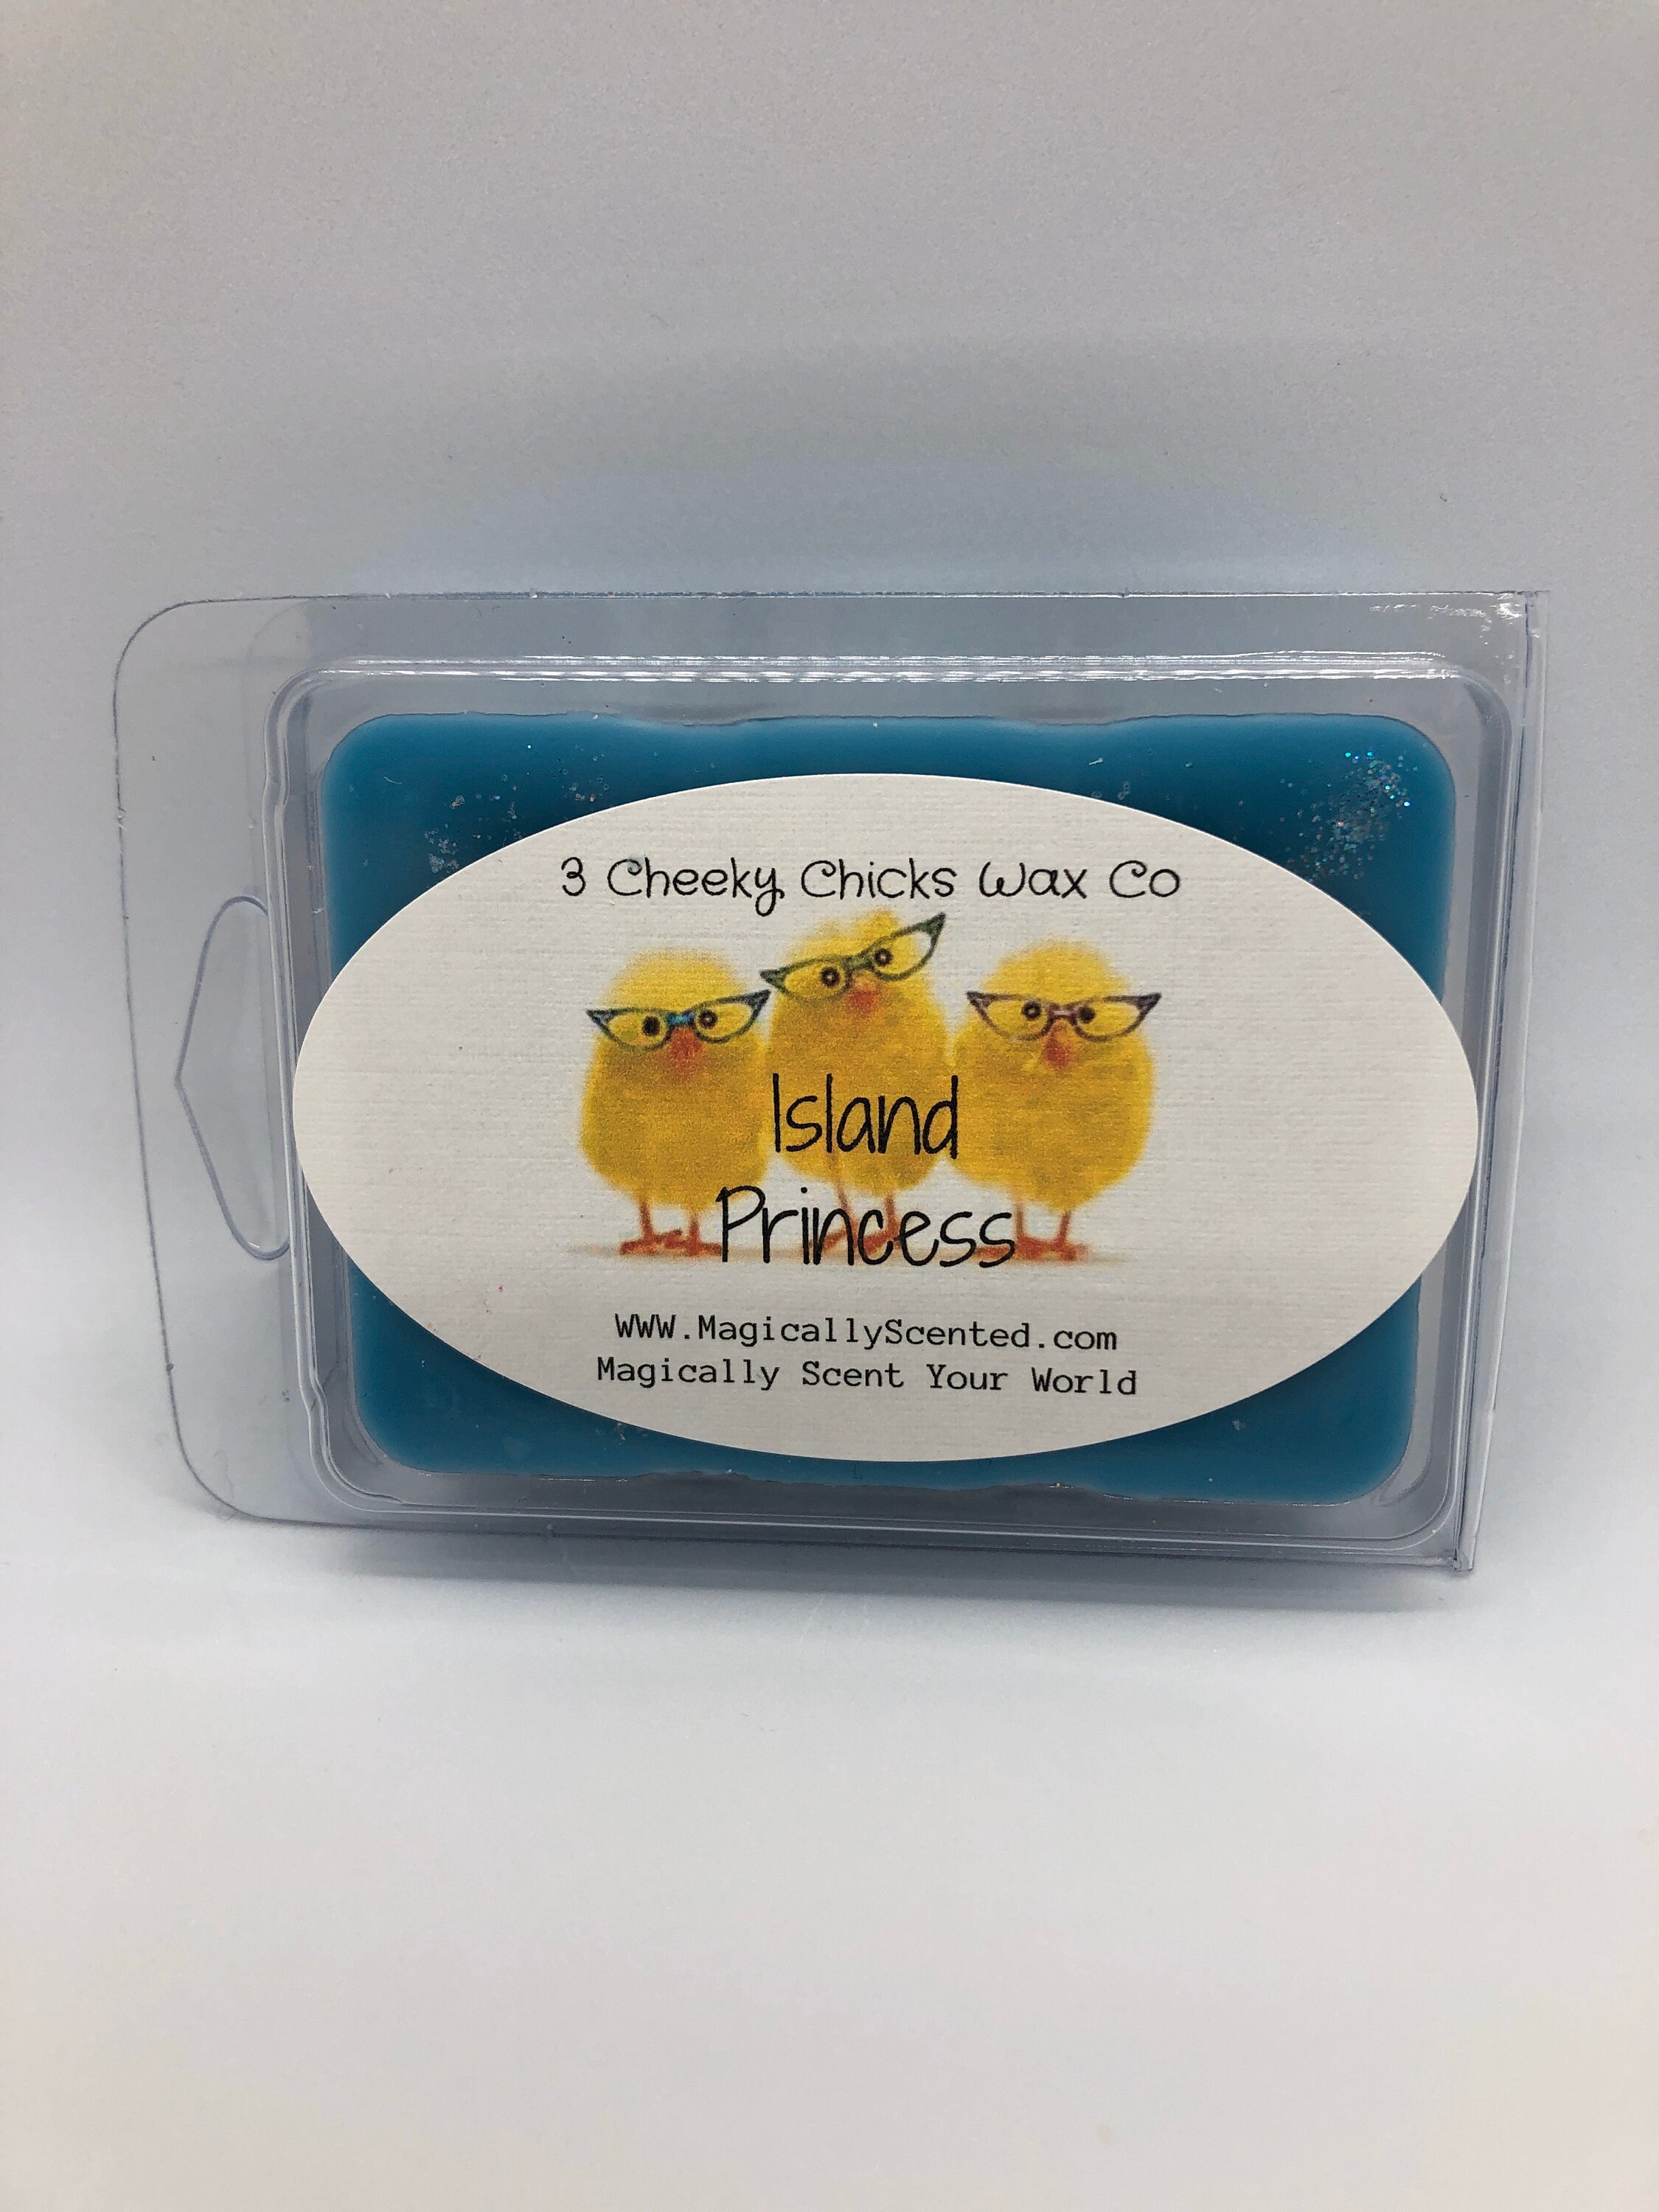 3 Cheeky Chicks Wax Co
Island
Princess
WWW.MagicallyScented.com
Magically Scent Your World